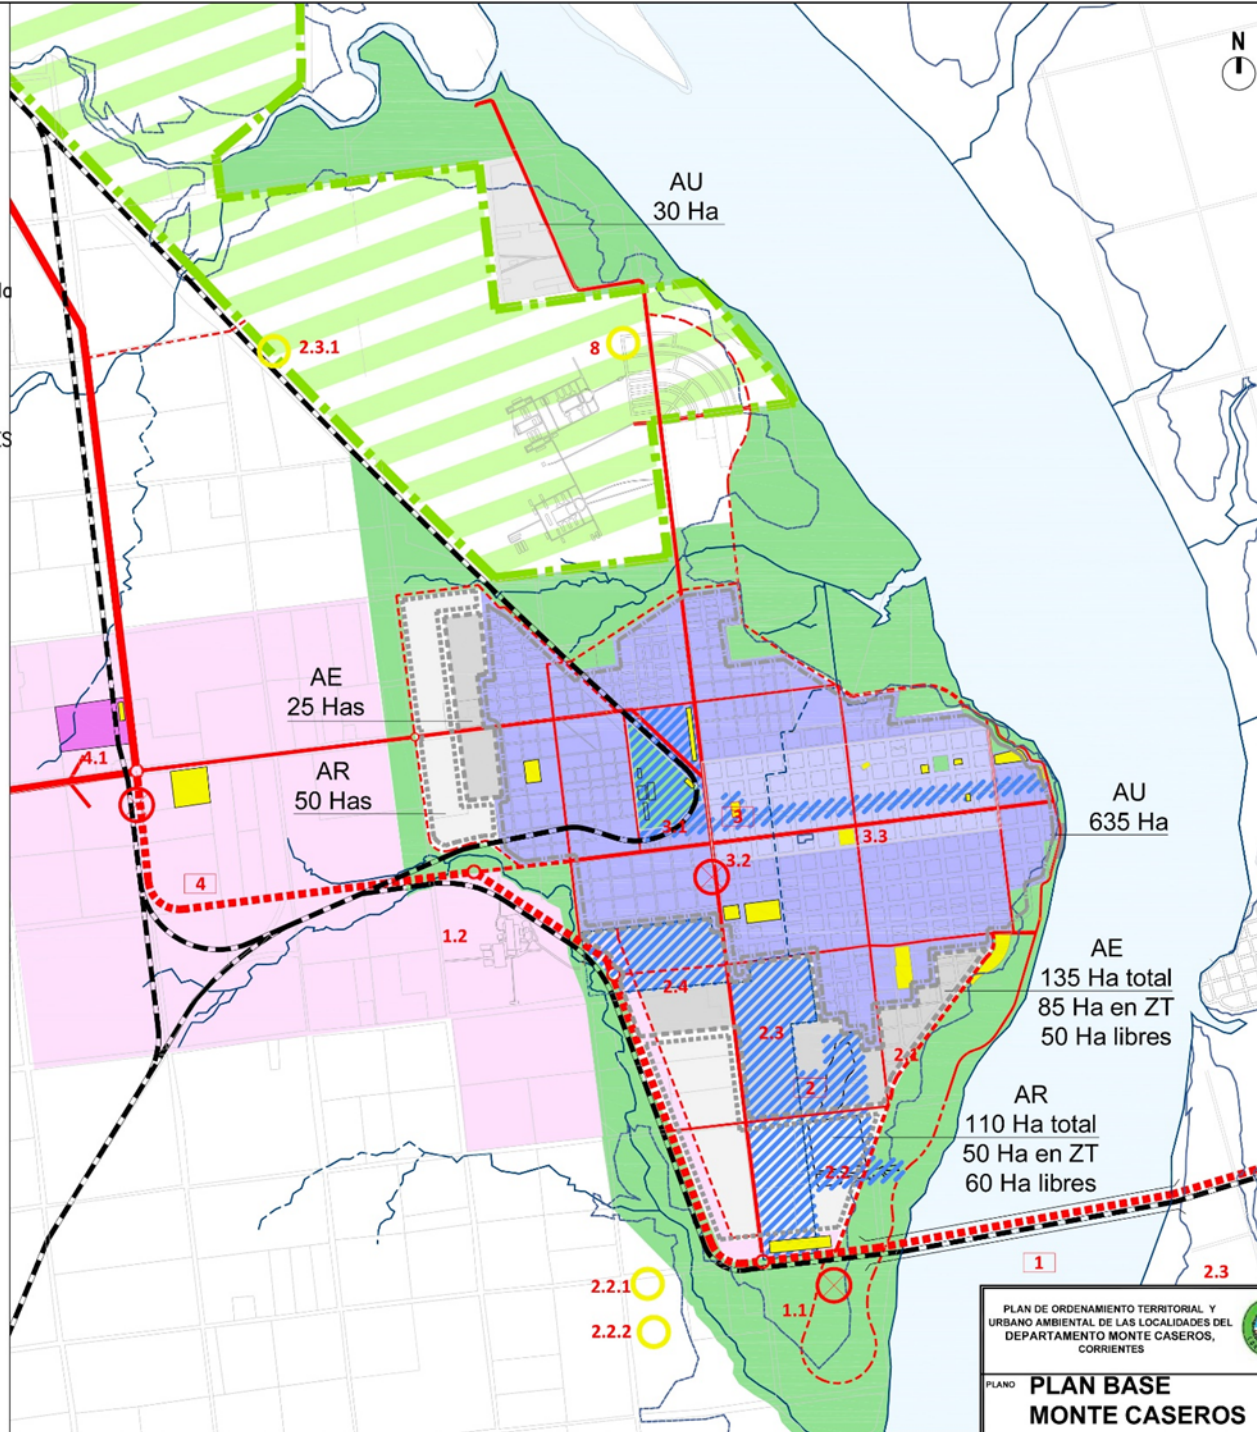 N
AU
30 Ha
la
2.3.1
8
ES
AE
25 Has
4.1
AR
50 Has
AU
635 Ha
3
3.1
3.3
3.2
4
1.2
AE
135 Ha total
85 Ha en ZT
50 Ha libres
2.4
2.3
2.1
2
AR
110 Ha total
50 Ha en ZT
60 Ha libres
2.2
1
2.3
2.2.1
1.1
2.2.2
PLAN DE ORDENAMIENTO TERRITORIAL Y
URBANO AMBIENTAL DE LAS LOCALIDADES DEL
DEPARTAMENTO MONTE CASEROS,
CORRIENTES
PLANO PLAN BASE
MONTE CASEROS